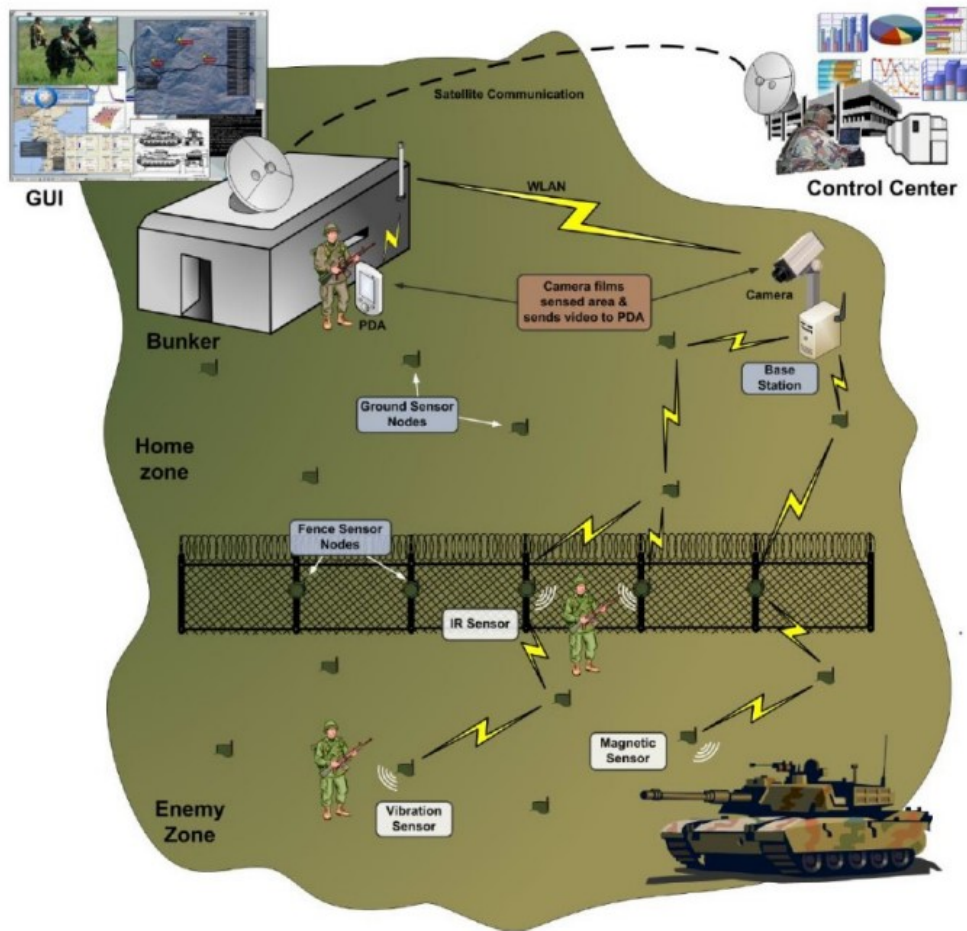 Satellite Communication
GUI
Control Center
WLAN
Camera films
sensed area &
sends video to PDA
Camera
PDA
Bunker
Base
Station
Ground Sensor
Nodes
Home
zone
Fence Sensor
Nodes
IR Sensor
Magnetic
Sensor
Vibration
Sensor
Enemy
Zone